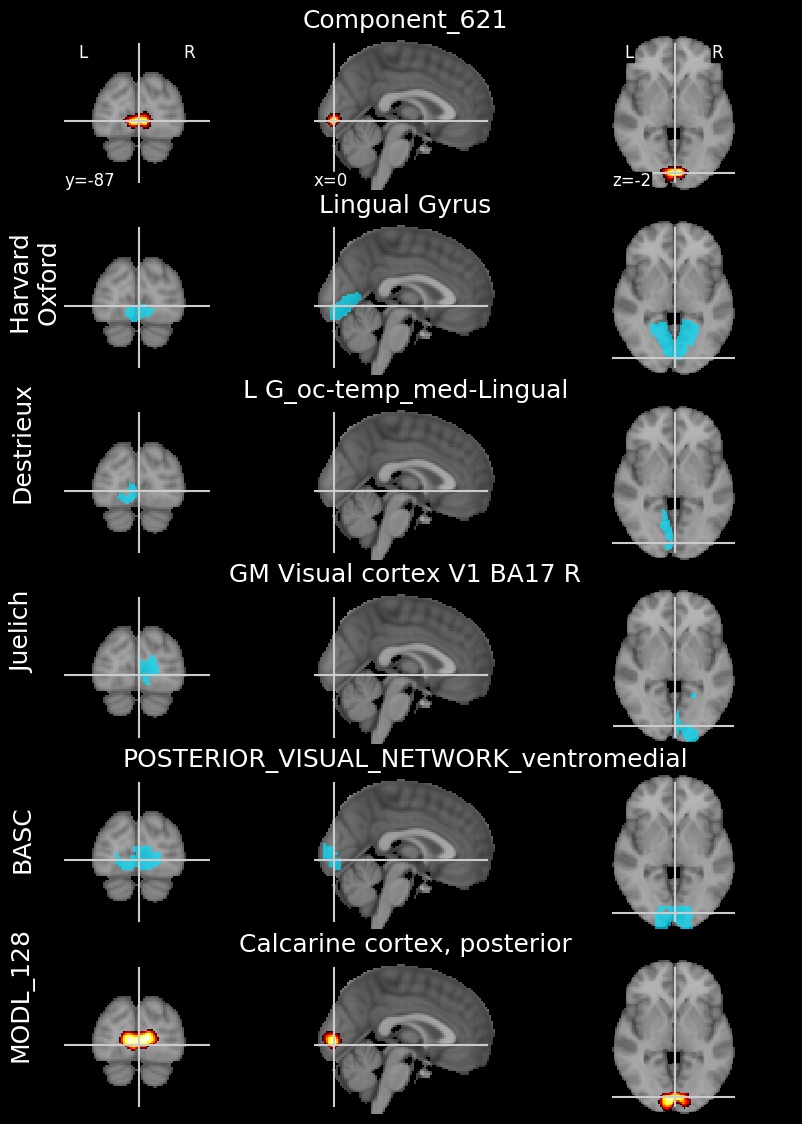 Component_621
L R
L R
y=-87
x=0
z=-2
Lingual Gyrus
Harvard
Oxford
L G_oc-temp_med-Lingual
Destrieux
GM Visual cortex V1 BA17 R
Juelich
POSTERIOR_VISUAL_NETWORK_ventromedial
BASC
Calcarine cortex, posterior
MODL_128